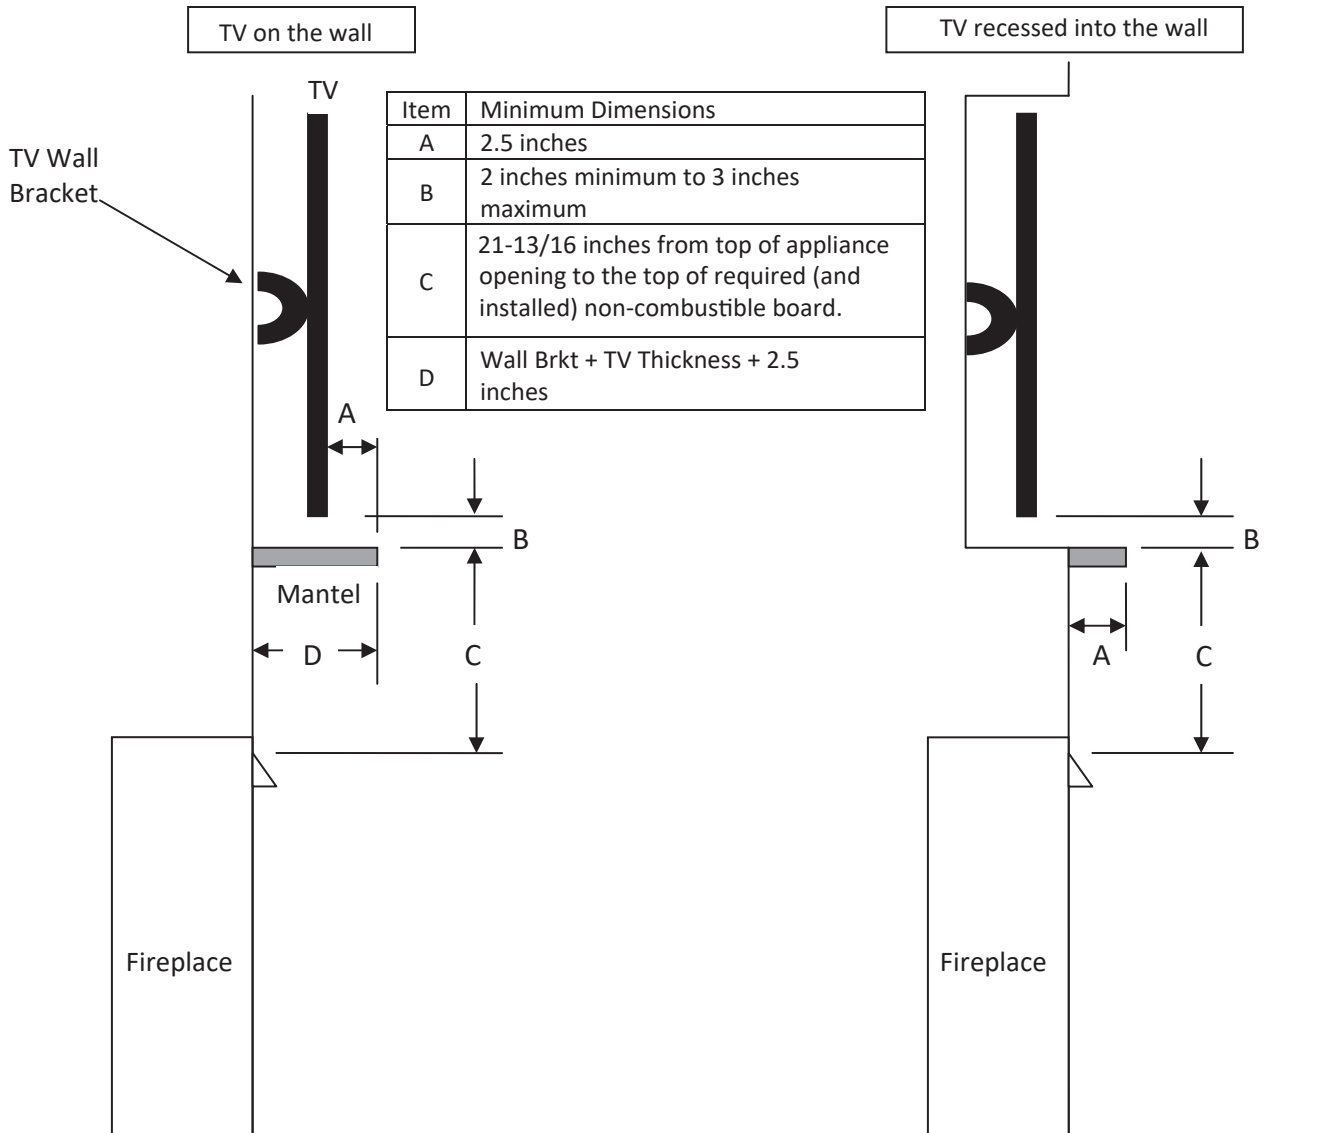 TV on the wall
TV recessed into the wall
TV
TV Wall
Bracket
Item Minimum Dimensions
A 2.5 inches
B 2 inches minimum to 3 inches
maximum
C 21-13/16 inches from top of appliance
opening to the top of required (and
installed) non-combustible board.
D Wall Brkt + TV Thickness + 2.5
inches
A
B
Mantel
D
C
Fireplace
B
A
C
Fireplace